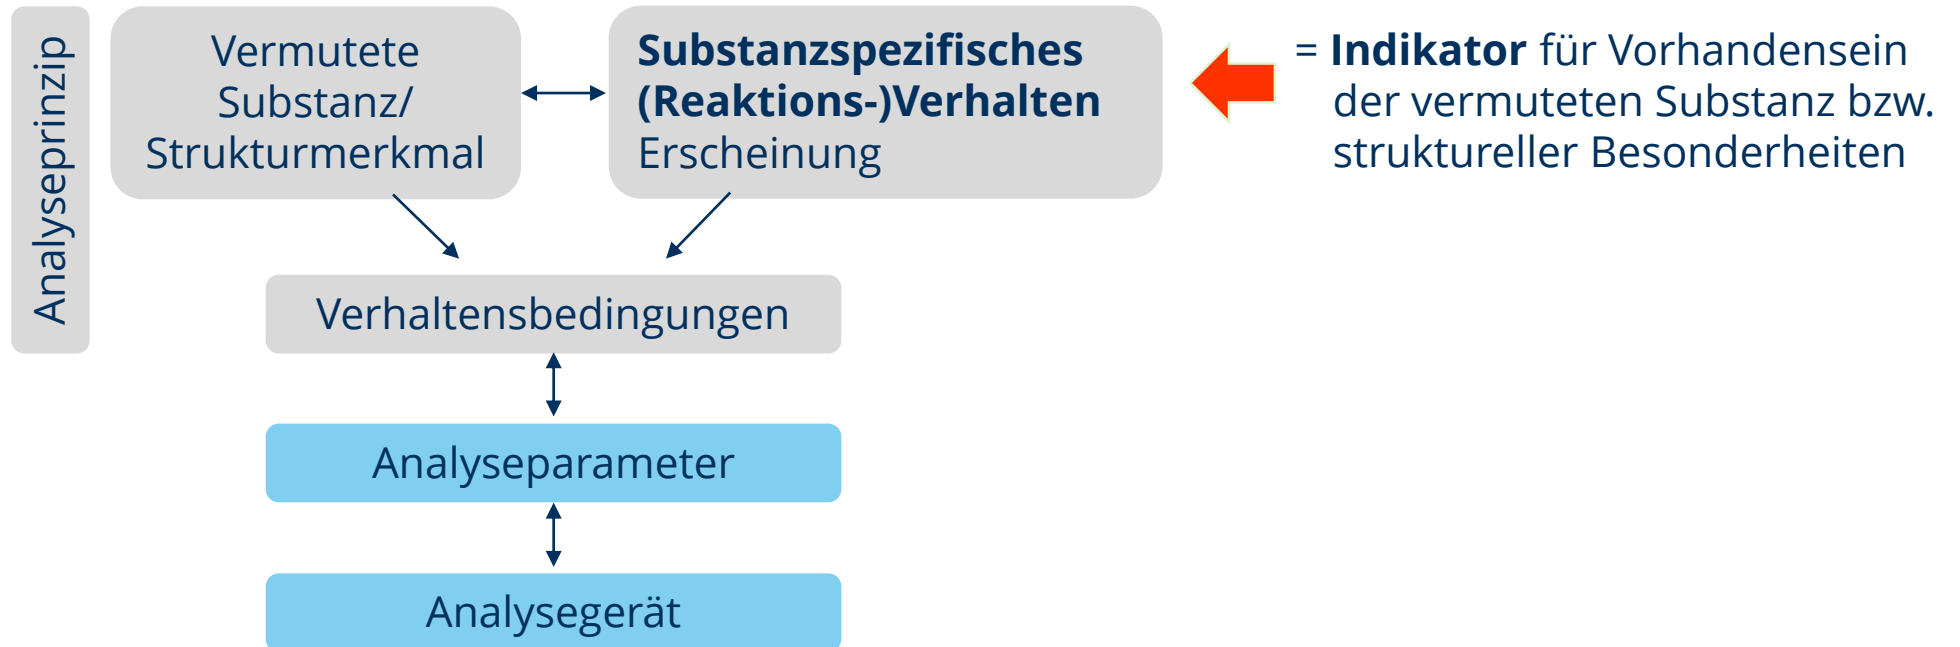 Analyseprinzip
Vermutete
Substanz/
Strukturmerkmal
Substanzspezifisches
(Reaktions-)Verhalten
Erscheinung
= Indikator für Vorhandensein
der vermuteten Substanz bzw.
struktureller Besonderheiten
Verhaltensbedingungen
Analyseparameter
Analysegerät